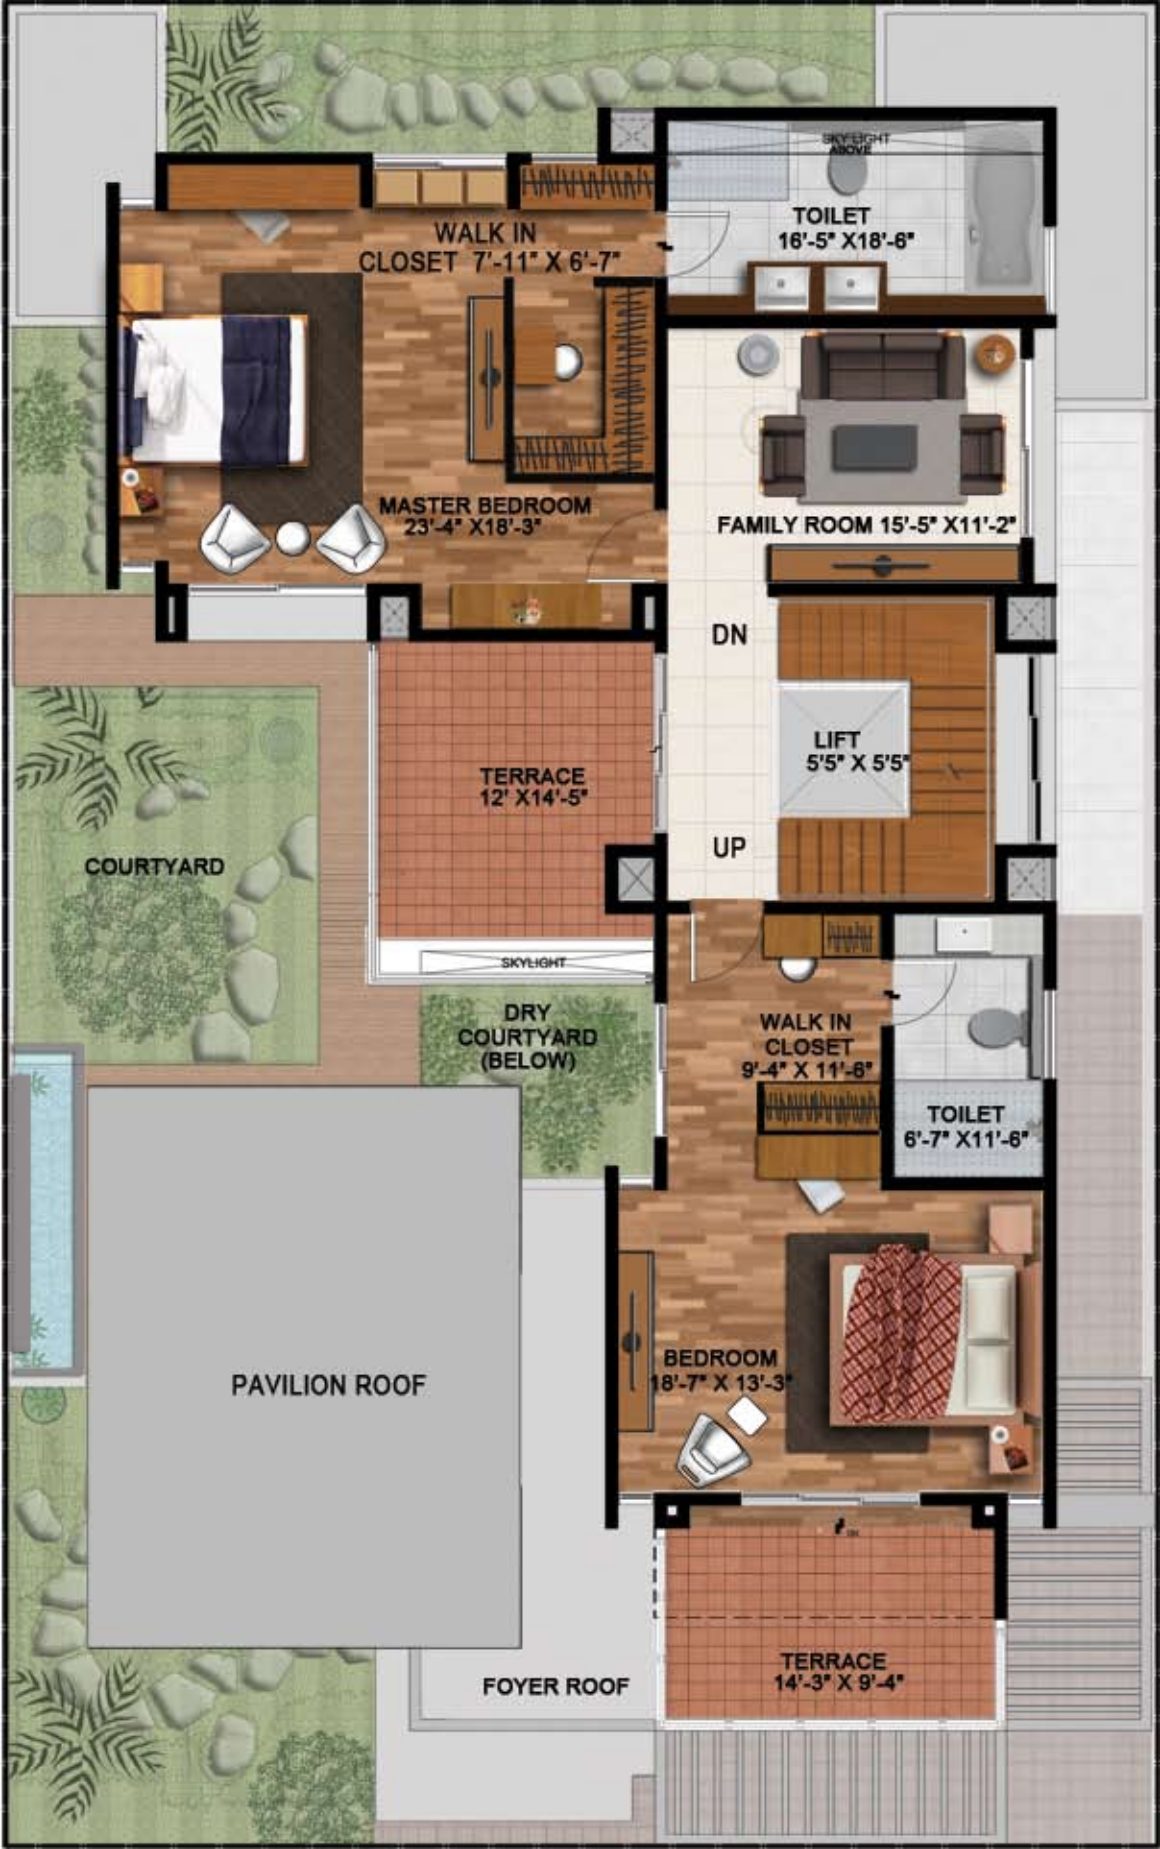 SKYLIGHT
ABOVE
TOILET
16'-5" X18'-6"
WALK IN
CLOSET 7'-11" X 6'-7"
MASTER BEDROOM
23'-4" X18'-3"
FAMILY ROOM 15'-5" X11'-2"
DN
LIFT
5'5" X 5'5"
TERRACE
12' X14'-5"
UP
COURTYARD
SKYLIGHT
DRY
COURTYARD
(BELOW)
WALK IN
CLOSET
9'-4" X 11'-6"
TOILET
6'-7" X11'-6"
BEDROOM
18'-7" X 13'-3"
PAVILION ROOF
TERRACE
14'-3" X 9'-4"
FOYER ROOF